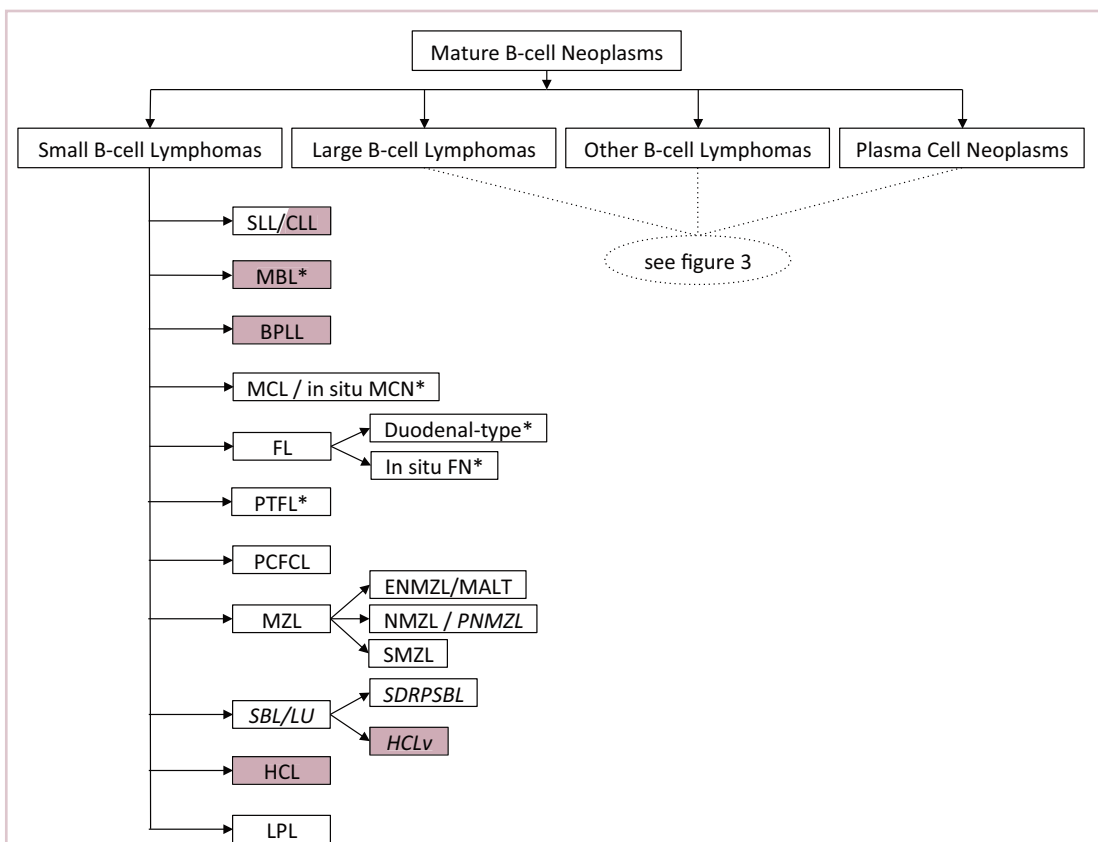 Mature B-cell Neoplasms
Small B-cell Lymphomas
Large B-cell Lymphomas
Other B-cell Lymphomas
Plasma Cell Neoplasms
see figure 3
SLL/CLL
MBL*
BPLL
MCL / in situ MCN*
FL
Duodenal-type*
In situ FN*
PTFL*
PCFCL
MZL
ENMZL/MALT
NMZL / PNMZL
SMZL
SBL/LU
SDRPSBL
HCLv
HCL
LPL